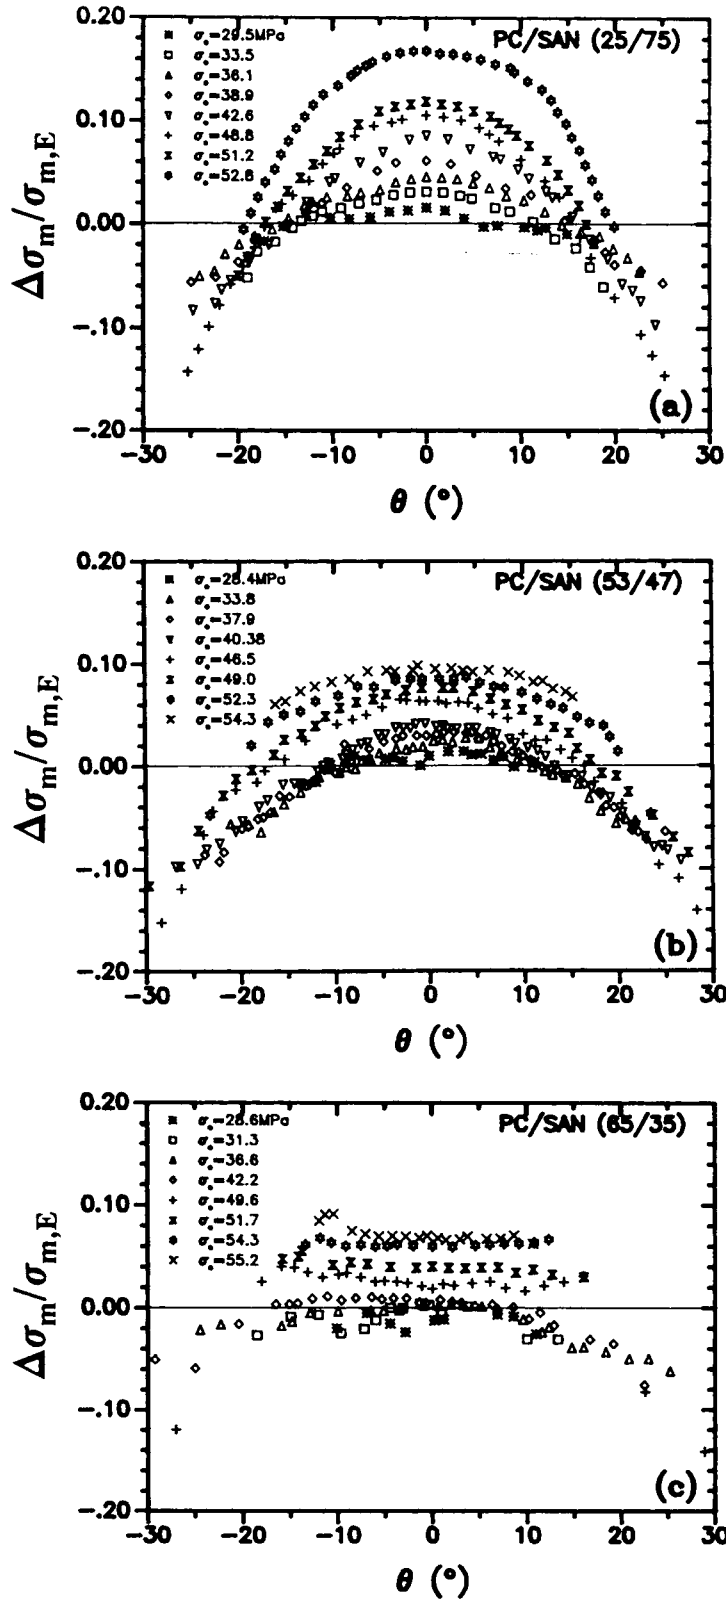 PC/SAN (25/75)
σ₀=29.5MPa
σ₀=33.5
σ₀=36.1
σ₀=38.9
σ₀=42.6
σ₀=48.8
σ₀=51.2
σ₀=52.8
0.20
0.10
0.00
-.10
-.20
Δσm/σm,E
(a)
-30 -20 -10 0 10 20 30
θ (°)
PC/SAN (53/47)
σ₀=28.4MPa
σ₀=33.8
σ₀=37.9
σ₀=40.38
σ₀=46.5
σ₀=49.0
σ₀=52.3
σ₀=54.3
0.20
0.10
0.00
-.10
-.20
Δσm/σm,E
(b)
-30 -20 -10 0 10 20 30
θ (°)
PC/SAN (65/35)
σ₀=28.6MPa
σ₀=31.3
σ₀=36.6
σ₀=42.2
σ₀=49.6
σ₀=51.7
σ₀=54.3
σ₀=55.2
0.20
0.10
0.00
-.10
-.20
Δσm/σm,E
(c)
-30 -20 -10 0 10 20 30
θ (°)